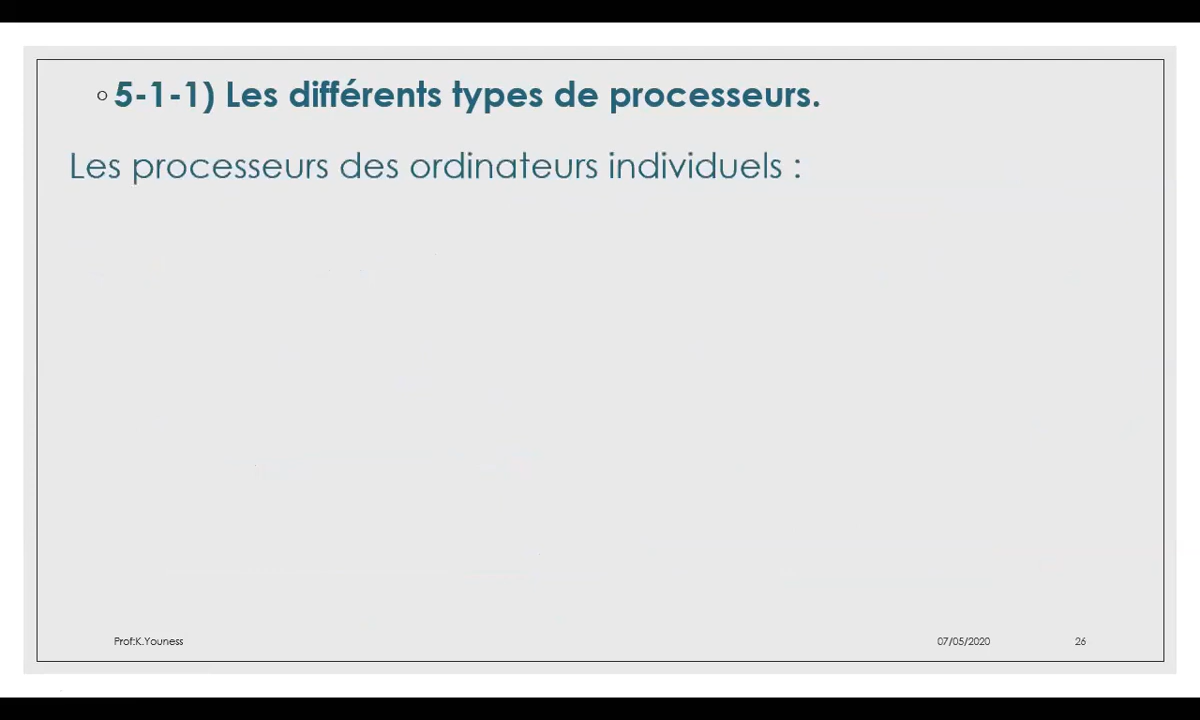 ◦ 5-1-1) Les différents types de processeurs.
Les processeurs des ordinateurs individuels :
Prof:K.Youness 07/05/2020 26